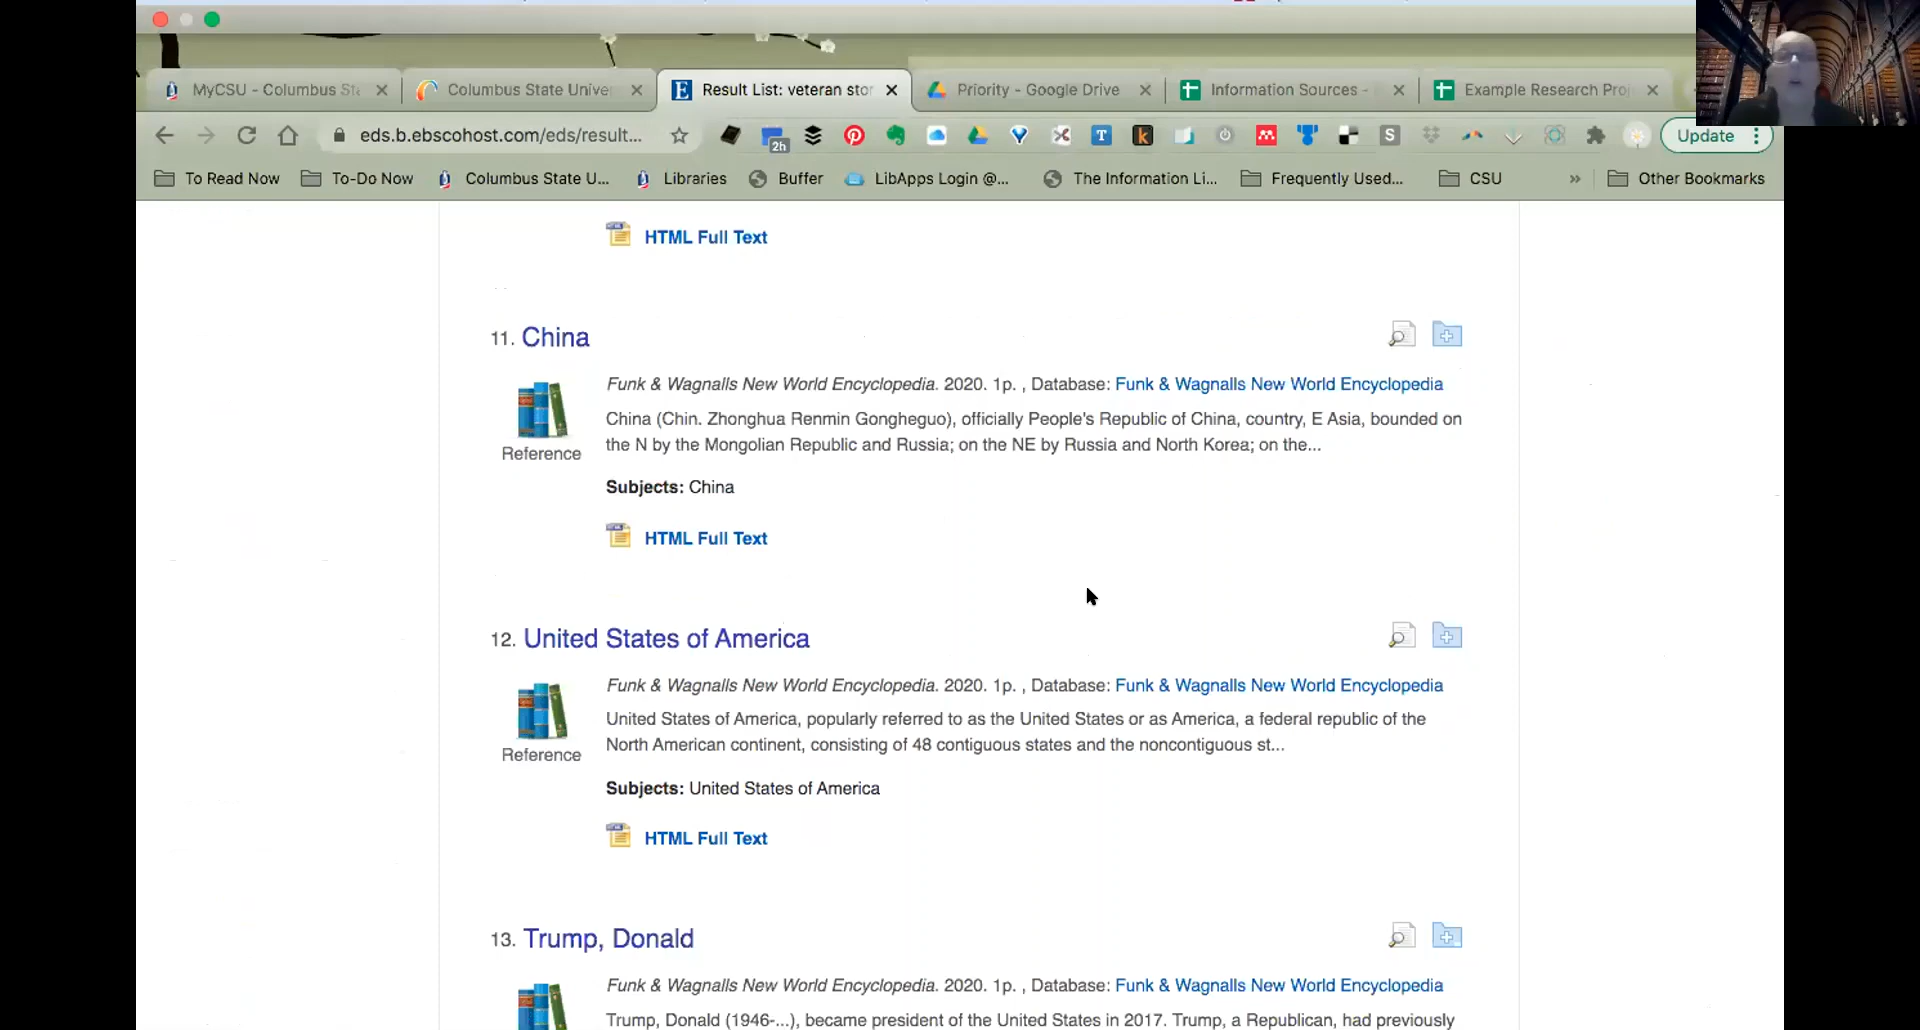 MyCSU - Columbus Sta
Columbus State Unive
Result List: veteran stor
Priority - Google Drive
Information Sources -
Example Research Proj
eds.b.ebscohost.com/eds/result...
2h
Update
To Read Now
To-Do Now
Columbus State U...
Libraries
Buffer
LibApps Login @...
The Information Li...
Frequently Used...
CSU
»
Other Bookmarks
HTML Full Text
11. China
Funk & Wagnalls New World Encyclopedia. 2020. 1p. , Database: Funk & Wagnalls New World Encyclopedia
China (Chin. Zhonghua Renmin Gongheguo), officially People's Republic of China, country, E Asia, bounded on
the N by the Mongolian Republic and Russia; on the NE by Russia and North Korea; on the...
Reference
Subjects: China
HTML Full Text
12. United States of America
Funk & Wagnalls New World Encyclopedia. 2020. 1p. , Database: Funk & Wagnalls New World Encyclopedia
United States of America, popularly referred to as the United States or as America, a federal republic of the
North American continent, consisting of 48 contiguous states and the noncontiguous st...
Reference
Subjects: United States of America
HTML Full Text
13. Trump, Donald
Funk & Wagnalls New World Encyclopedia. 2020. 1p. , Database: Funk & Wagnalls New World Encyclopedia
Trump, Donald (1946-...), became president of the United States in 2017. Trump, a Republican, had previously